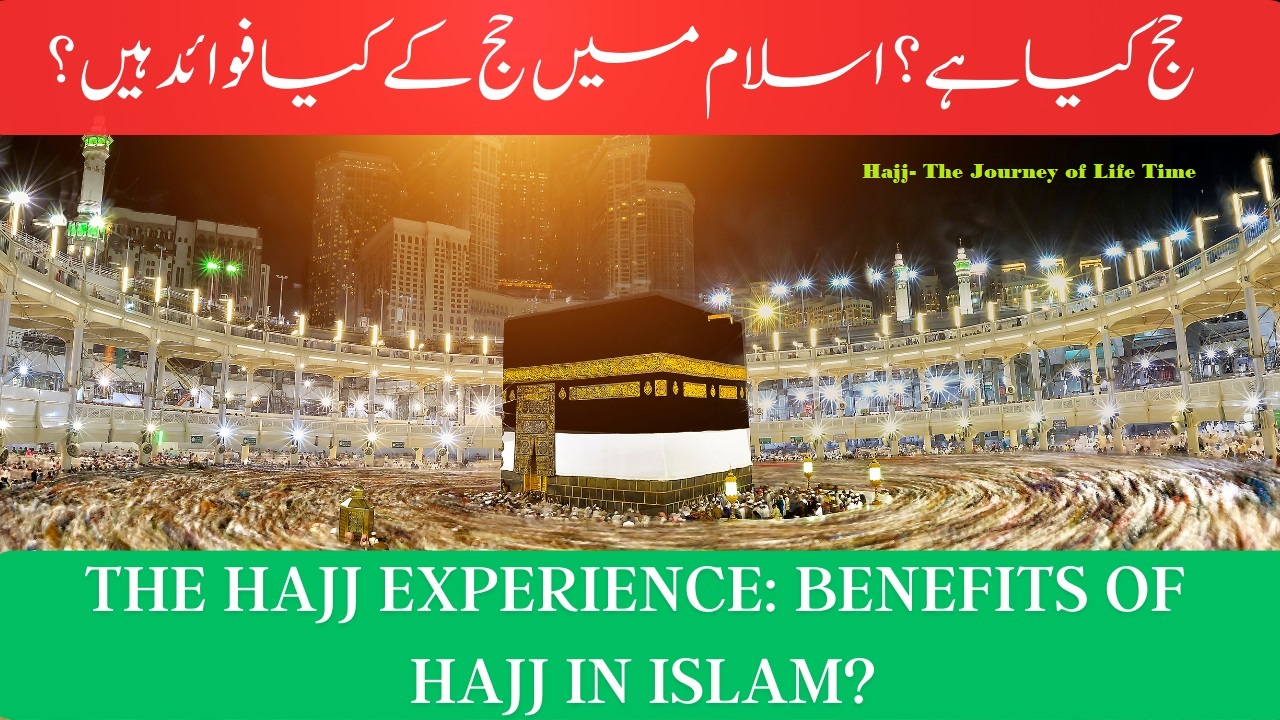 حج کیا ہے؟ اسلام میں حج کے کیا فوائد ہیں؟
Hajj- The Journey of Life Time
THE HAJJ EXPERIENCE: BENEFITS OF
HAJJ IN ISLAM?